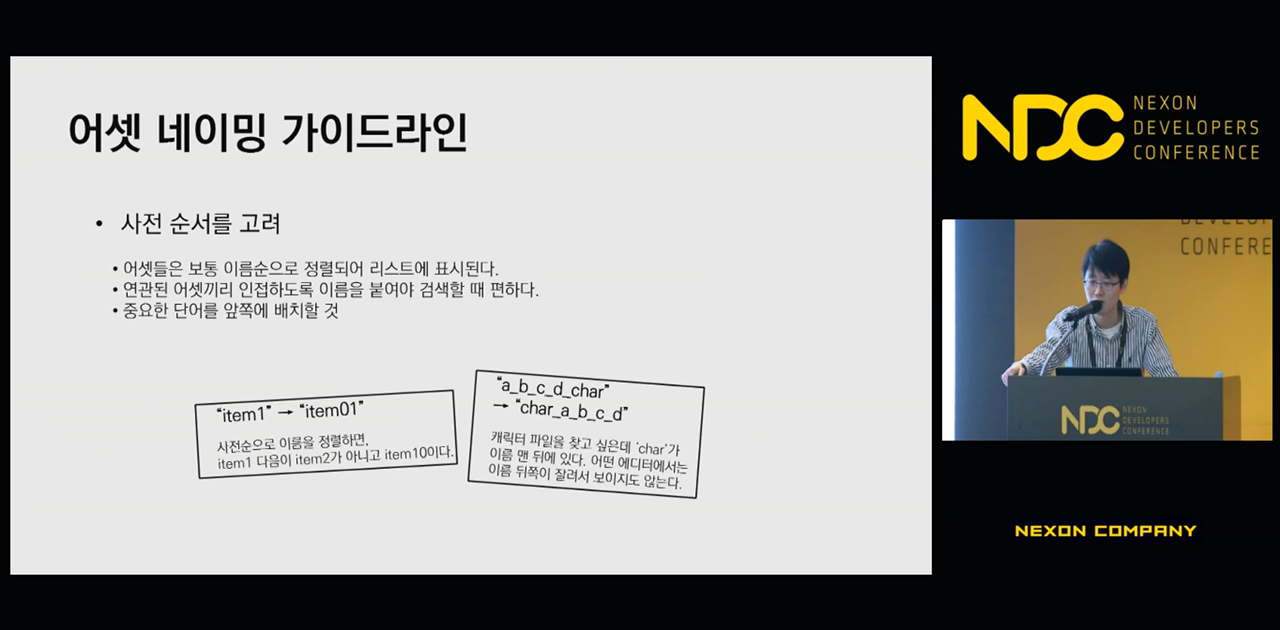 어셋 네이밍 가이드라인
• 사전 순서를 고려
• 어셋들은 보통 이름순으로 정렬되어 리스트에 표시된다.
• 연관된 어셋끼리 인접하도록 이름을 붙여야 검색할 때 편하다.
• 중요한 단어를 앞쪽에 배치할 것
“item1” → “item01”
사전순으로 이름을 정렬하면,
item1 다음이 item2가 아니고 item10이다.
“a_b_c_d_char”
→ “char_a_b_c_d”
캐릭터 파일을 찾고 싶은데 ‘char’가
이름 맨 뒤에 있다. 어떤 에디터에서는
이름 뒤쪽이 잘려서 보이지도 않는다.
NDC
NEXON
DEVELOPERS
CONFERENCE
DEVELOP
CONFERE
NDC
NEXON
DEVELOPERS
CONFERENCE
NEXON COMPANY